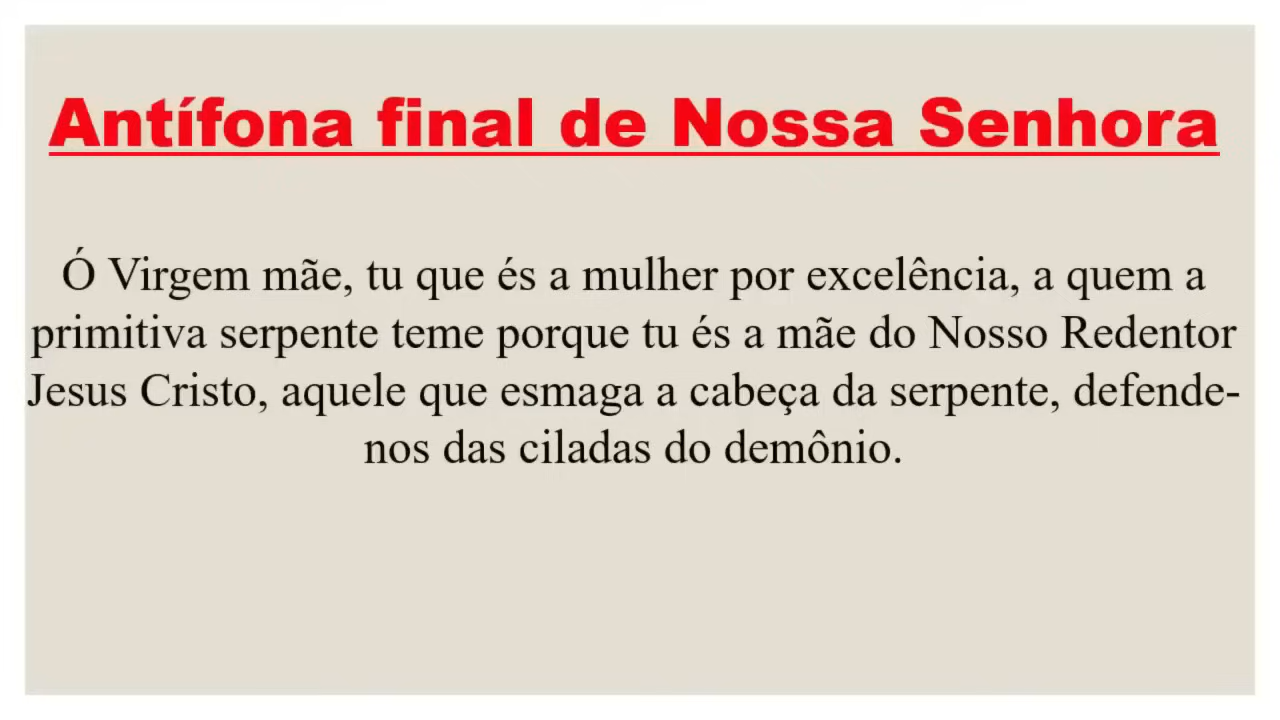 Antífona final de Nossa Senhora
Ó Virgem mãe, tu que és a mulher por excelência, a quem a
primitiva serpente teme porque tu és a mãe do Nosso Redentor
Jesus Cristo, aquele que esmaga a cabeça da serpente, defende-
nos das ciladas do demônio.